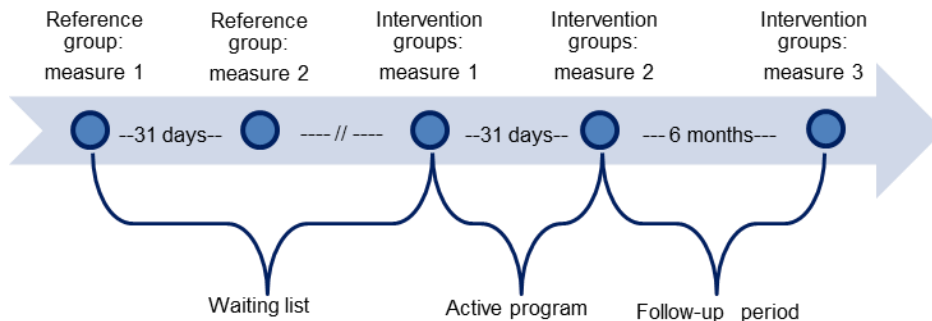 Reference
group:
measure 1
Reference
group:
measure 2
Intervention
groups:
measure 1
Intervention
groups:
measure 2
Intervention
groups:
measure 3
--31 days--
---- // ----
--31 days--
--- 6 months---
Waiting list
Active program
Follow-up period